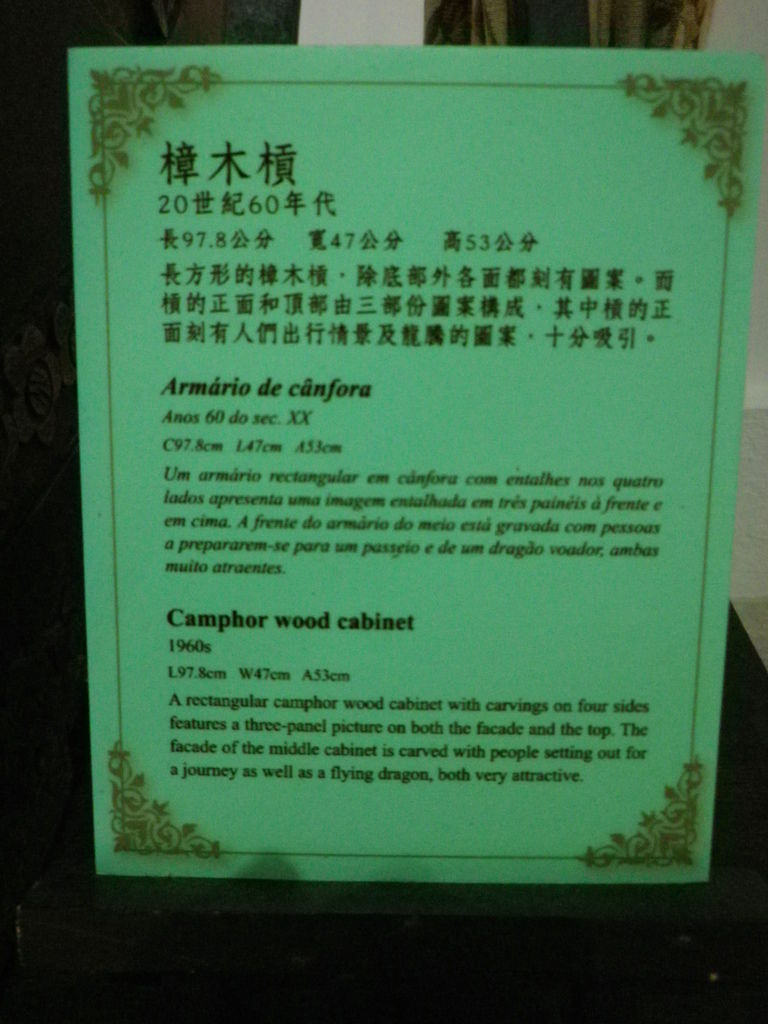 樟木槓
20世紀60年代
長97.8公分 寬47公分 高53公分
長方形的樟木槓，除底部外各面都刻有圖案。而
槓的正面和頂部由三部份圖案構成，其中槓的正
面刻有人們出行情景及龍騰的圖案，十分吸引。
Armário de cânfora
Anos 60 do sec. XX
C97.8cm L47cm A53cm
Um armário rectangular em cânfora com entalhes nos quatro
lados apresenta uma imagem entalhada em três painéis à frente e
em cima. A frente do armário do meio está gravada com pessoas
a prepararem-se para um passeio e de um dragão voador, ambas
muito atraentes.
Camphor wood cabinet
1960s
L97.8cm W47cm A53cm
A rectangular camphor wood cabinet with carvings on four sides
features a three-panel picture on both the facade and the top. The
facade of the middle cabinet is carved with people setting out for
a journey as well as a flying dragon, both very attractive.